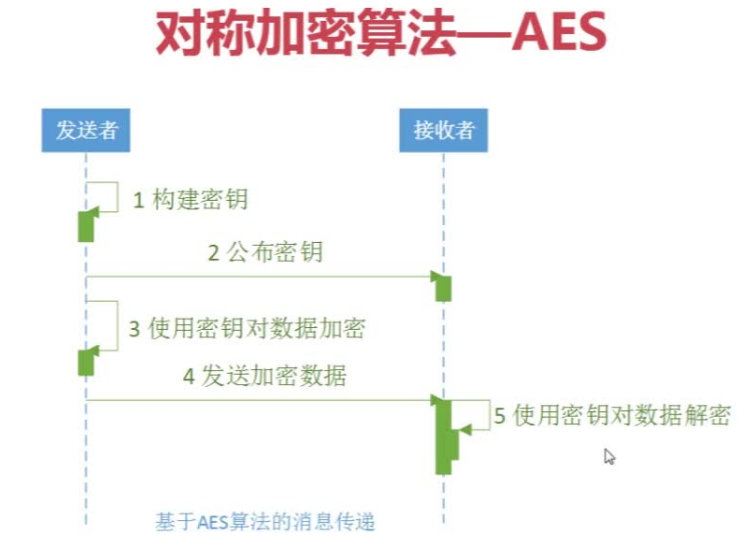 对称加密算法—AES
发送者
接收者
1 构建密钥
2 公布密钥
3 使用密钥对数据加密
4 发送加密数据
5 使用密钥对数据解密
基于AES算法的消息传递